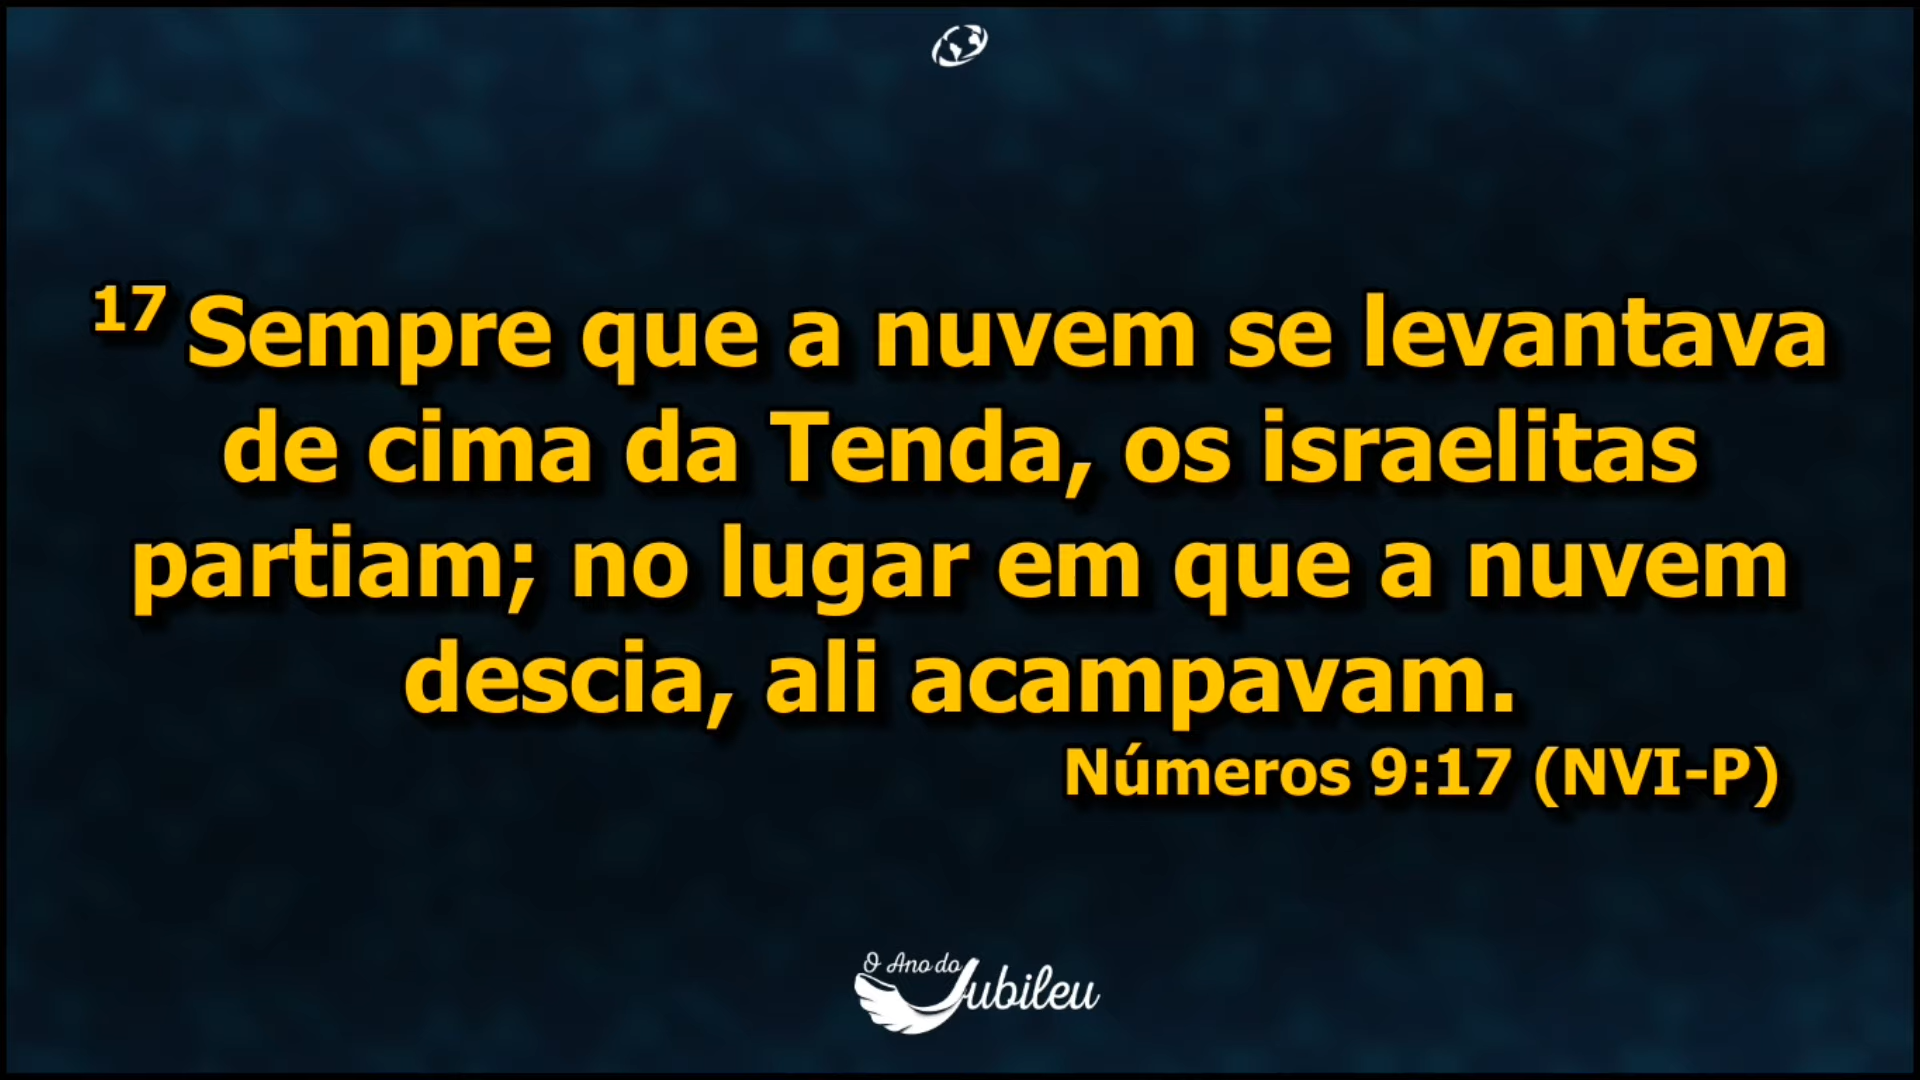 17 Sempre que a nuvem se levantava
de cima da Tenda, os israelitas
partiam; no lugar em que a nuvem
descia, ali acampavam.
Números 9:17 (NVI-P)
O Ano do
Jubileu